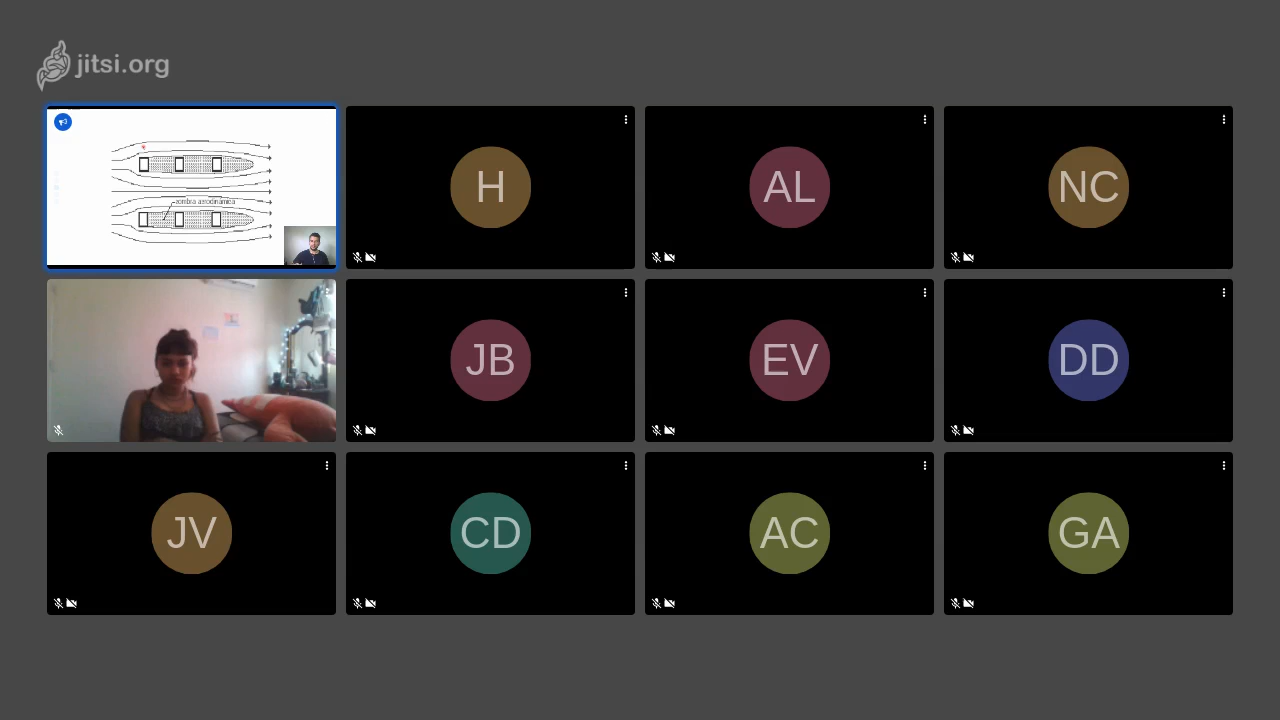 jitsi.org
H
AL
NC
sombra aerodinámica
JB
EV
DD
JV
CD
AC
GA